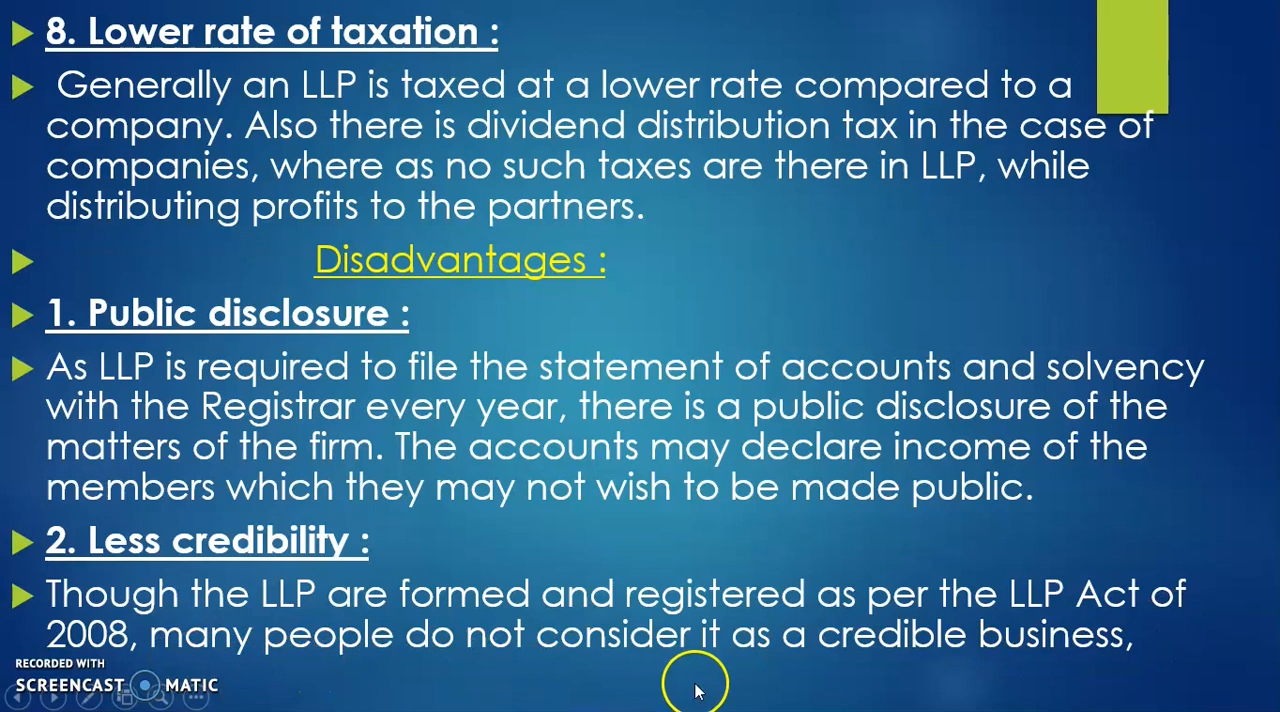 8. Lower rate of taxation :
Generally an LLP is taxed at a lower rate compared to a
company. Also there is dividend distribution tax in the case of
companies, where as no such taxes are there in LLP, while
distributing profits to the partners.
Disadvantages :
1. Public disclosure :
As LLP is required to file the statement of accounts and solvency
with the Registrar every year, there is a public disclosure of the
matters of the firm. The accounts may declare income of the
members which they may not wish to be made public.
2. Less credibility :
Though the LLP are formed and registered as per the LLP Act of
2008, many people do not consider it as a credible business,
RECORDED WITH
SCREENCAST MATIC